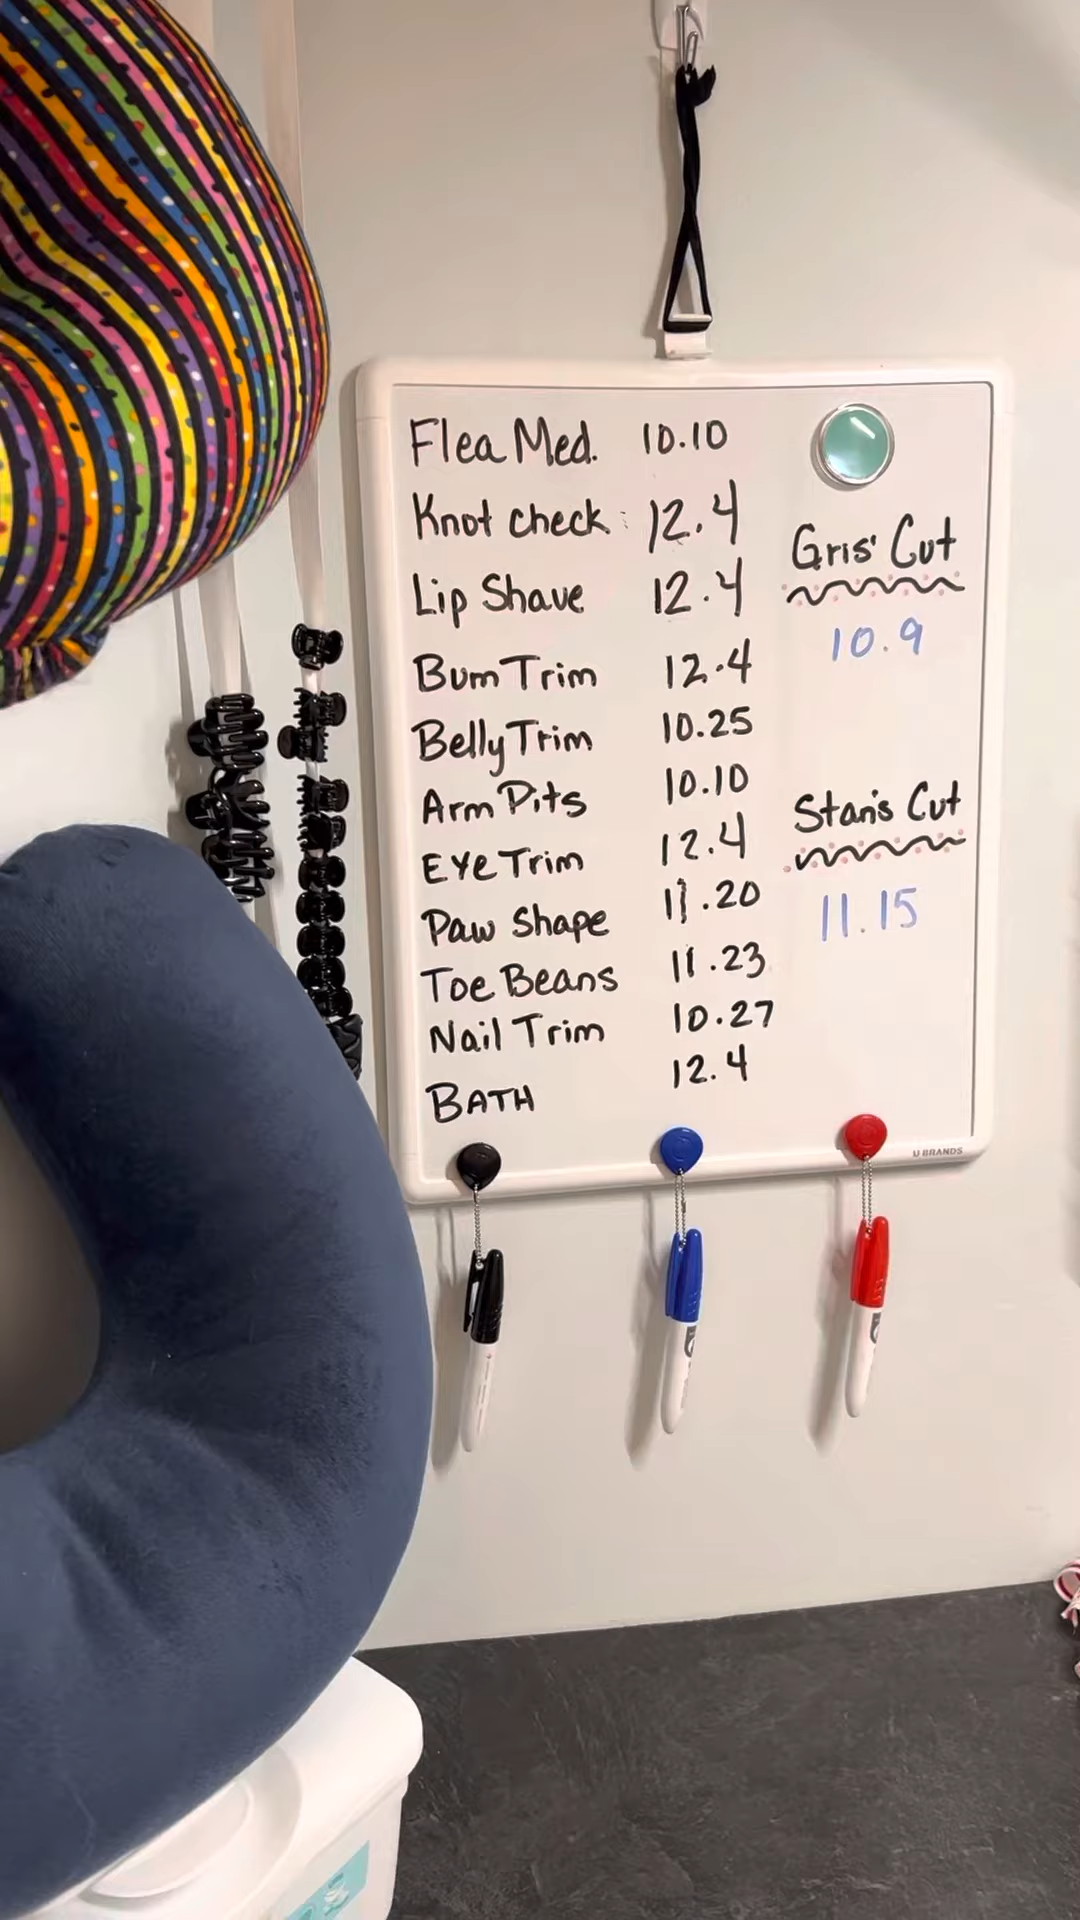 Flea Med. 10.10
Knot check: 12.4
Lip Shave 12.4
Bum Trim 12.4
Belly Trim 10.25
Arm Pits 10.10
Eye Trim 12.4
Paw Shape 11.20
Toe Beans 11.23
Nail Trim 10.27
BATH 12.4
Gris' Cut
10.9
Stan's Cut
11.15
U BRANDS